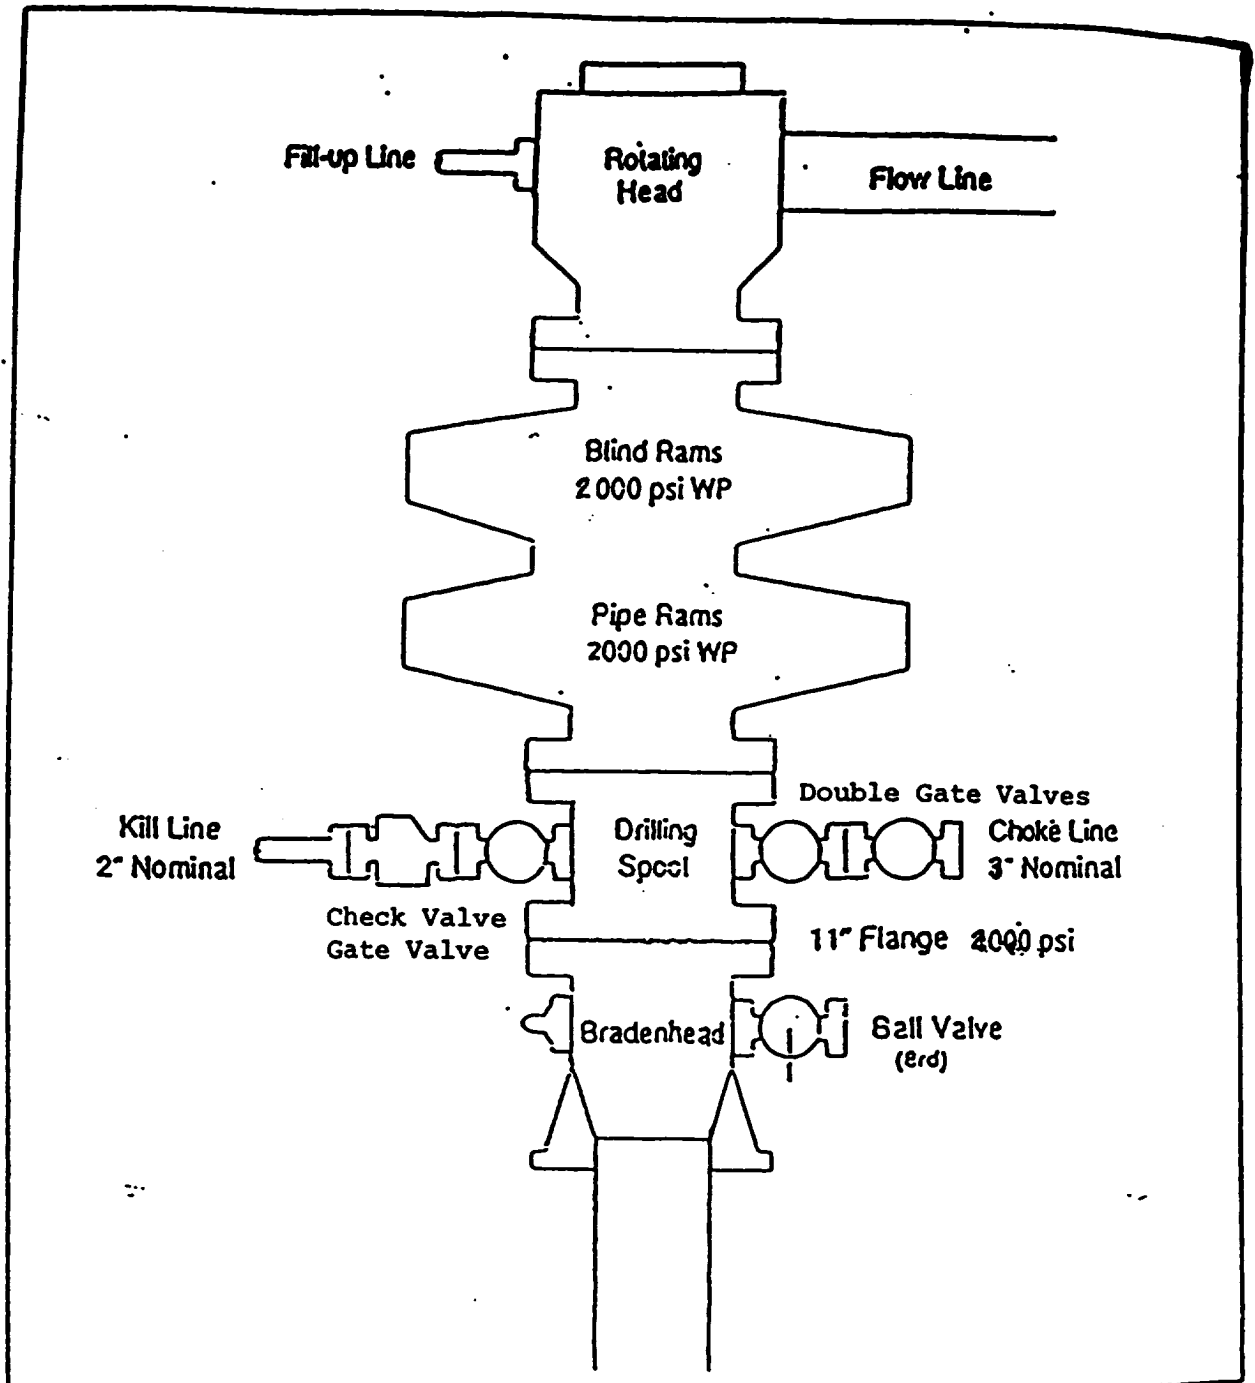 Fill-up Line
Rotating
Head
Flow Line
Blind Rams
2000 psi WP
Pipe Rams
2000 psi WP
Double Gate Valves
Kill Line
2" Nominal
Drilling
Spool
Choke Line
3" Nominal
Check Valve
Gate Valve
11" Flange 2000 psi
Bradenhead
Ball Valve